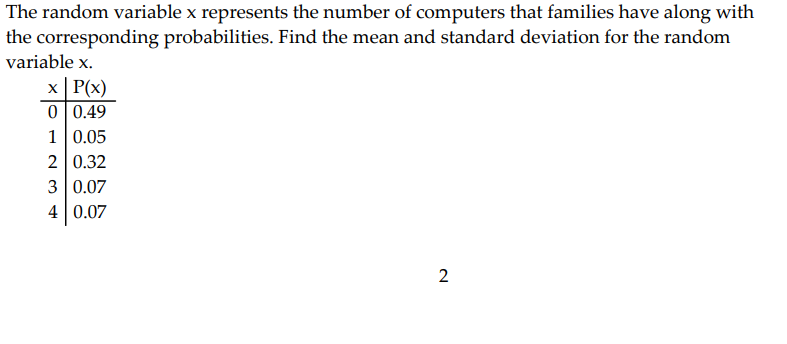 The random variable x represents the number of computers that families have along with
the corresponding probabilities. Find the mean and standard deviation for the random
variable x.
x P(x)
0 0.49
1 0.05
2 0.32
3 0.07
4 0.07
2